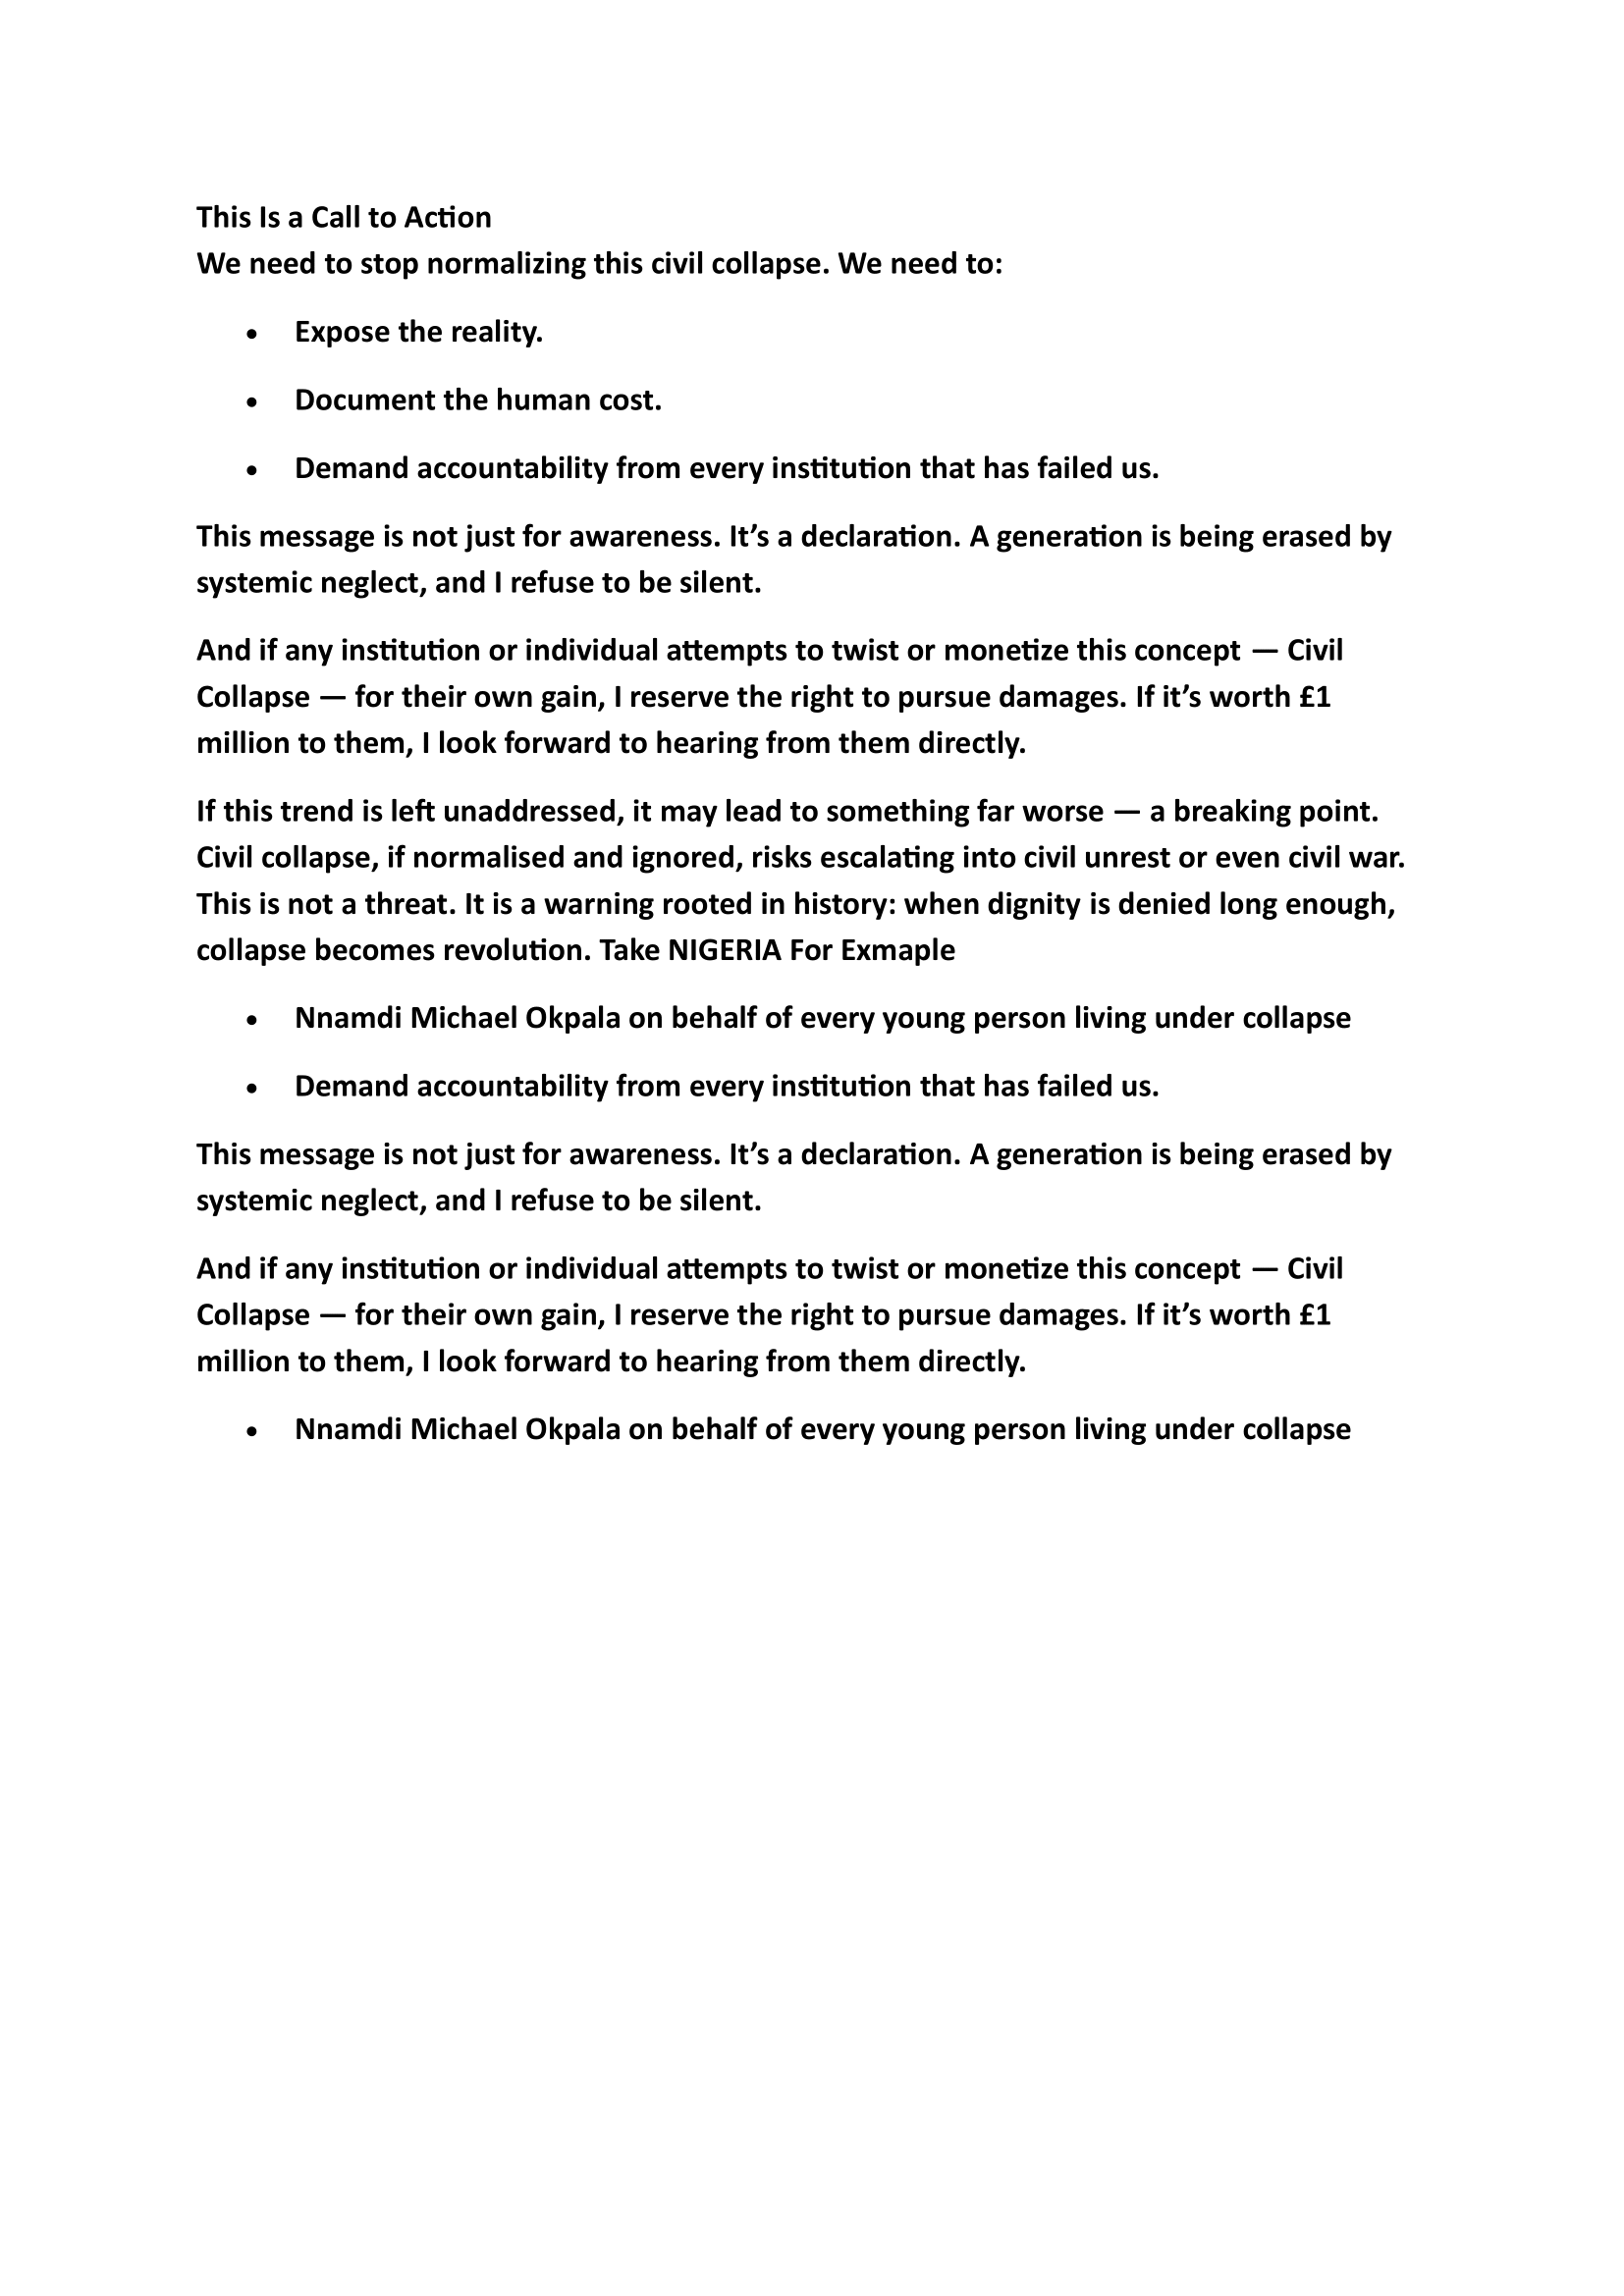 This Is a Call to Action
We need to stop normalizing this civil collapse. We need to:
• Expose the reality.
• Document the human cost.
• Demand accountability from every institution that has failed us.
This message is not just for awareness. It’s a declaration. A generation is being erased by
systemic neglect, and I refuse to be silent.
And if any institution or individual attempts to twist or monetize this concept — Civil
Collapse — for their own gain, I reserve the right to pursue damages. If it’s worth £1
million to them, I look forward to hearing from them directly.
If this trend is left unaddressed, it may lead to something far worse — a breaking point.
Civil collapse, if normalised and ignored, risks escalating into civil unrest or even civil war.
This is not a threat. It is a warning rooted in history: when dignity is denied long enough,
collapse becomes revolution. Take NIGERIA For Exmaple
• Nnamdi Michael Okpala on behalf of every young person living under collapse
• Demand accountability from every institution that has failed us.
This message is not just for awareness. It’s a declaration. A generation is being erased by
systemic neglect, and I refuse to be silent.
And if any institution or individual attempts to twist or monetize this concept — Civil
Collapse — for their own gain, I reserve the right to pursue damages. If it’s worth £1
million to them, I look forward to hearing from them directly.
• Nnamdi Michael Okpala on behalf of every young person living under collapse